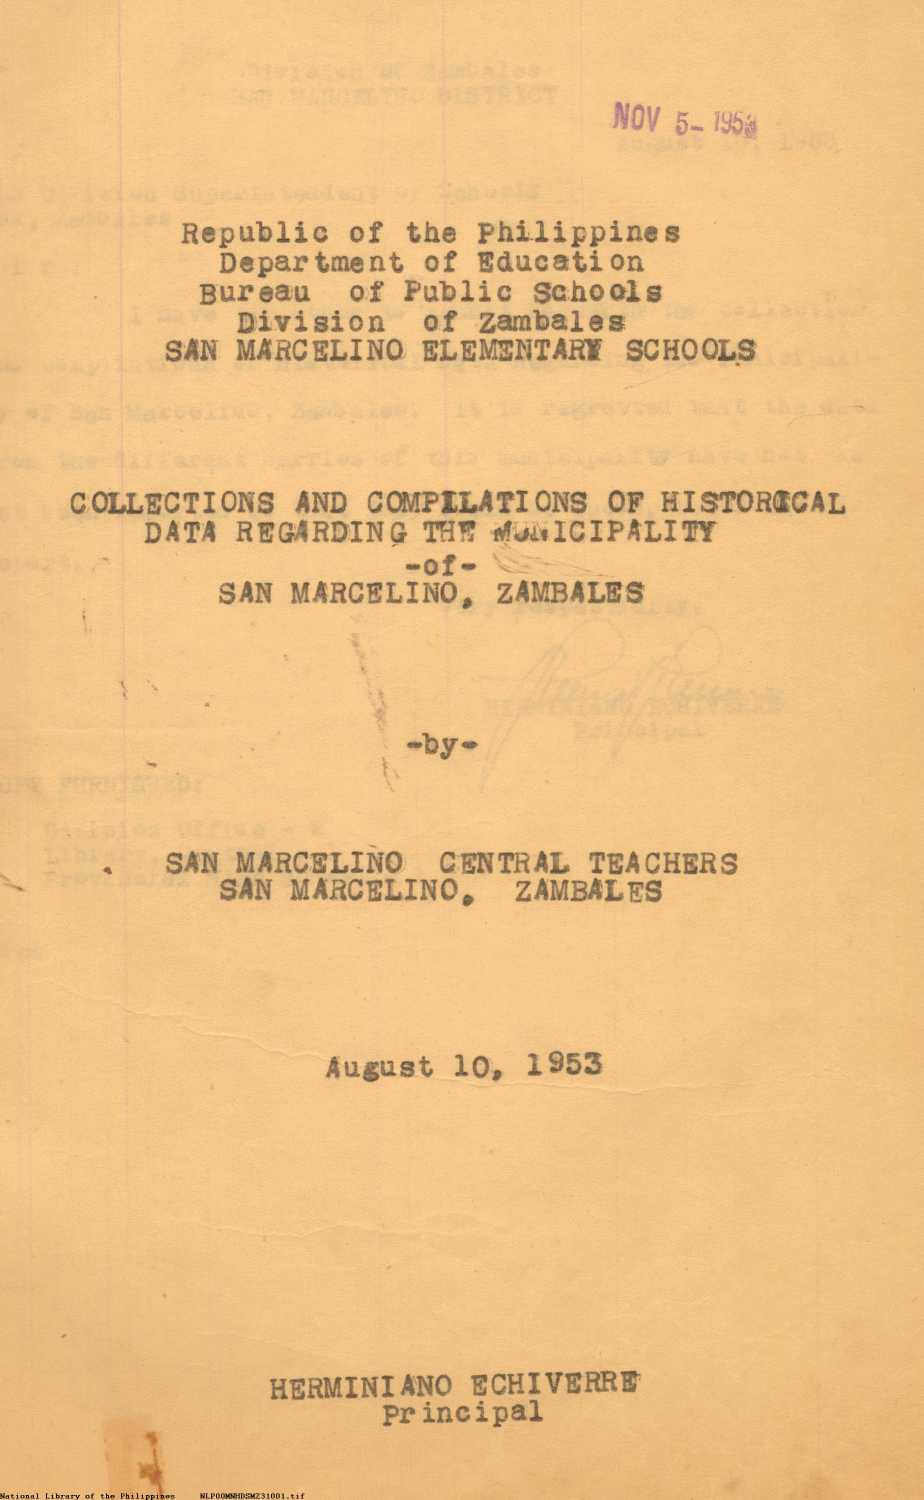 NOV 5- 1953
Republic of the Philippines
Department of Education
Bureau of Public Schools
Division of Zambales
SAN MARCELINO ELEMENTARY SCHOOLS
COLLECTIONS AND COMPILATIONS OF HISTORICAL
DATA REGARDING THE MUNICIPALITY
-of-
SAN MARCELINO, ZAMBALES
-by-
SAN MARCELINO CENTRAL TEACHERS
SAN MARCELINO, ZAMBALES
August 10, 1953
HERMINIANO ECHIVERRE
Principal
National Library of the Philippines NLP00MNHDSMZ31001.tif